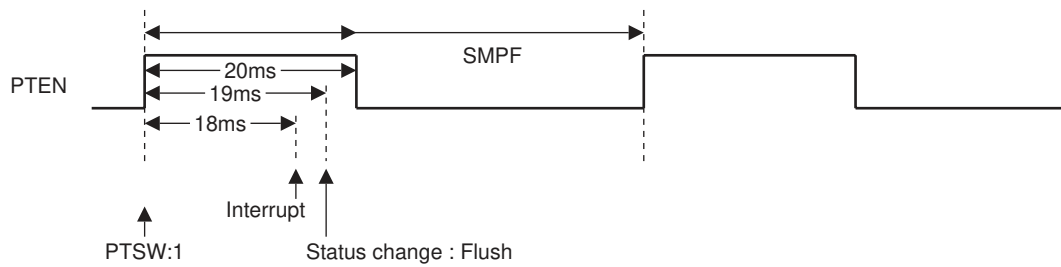 SMPF
PTEN
20ms
19ms
18ms
Interrupt
PTSW:1
Status change : Flush